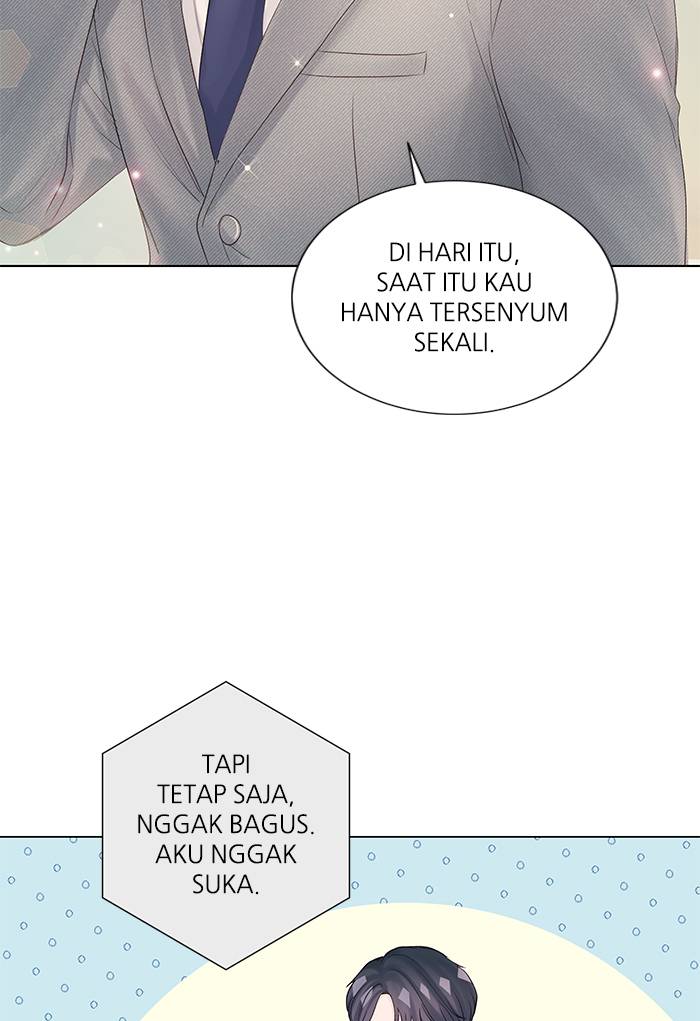 DI HARI ITU,
SAAT ITU KAU
HANYA TERSENYUM
SEKALI.
TAPI
TETAP SAJA,
NGGAK BAGUS.
AKU NGGAK
SUKA.